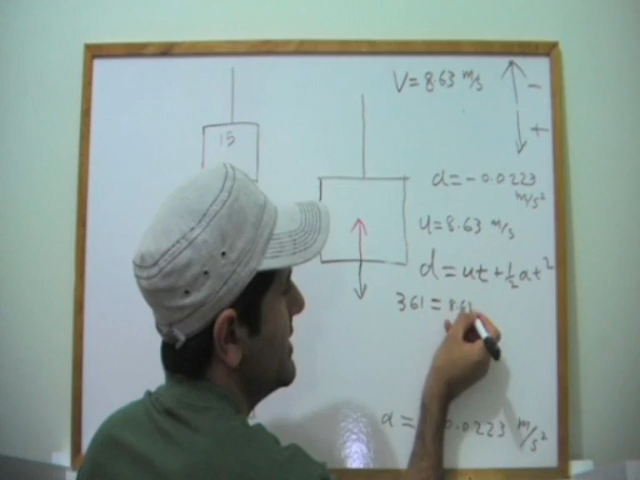 15
V = 8.63 m/s
-
+
a = -0.0223 m/s²
u = 8.63 m/s
d = ut + ½at²
361 = 8.63
a = 0.0223 m/s²